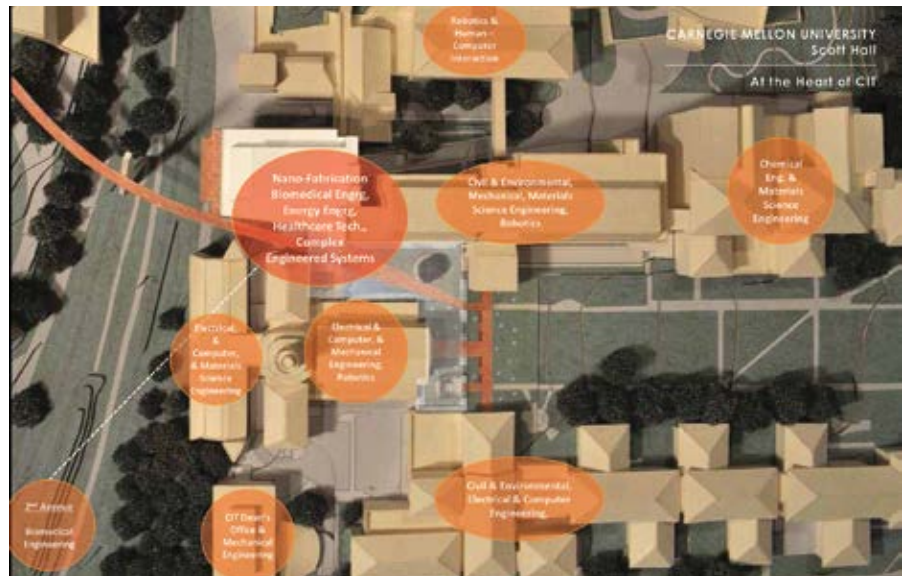 Robotics &
Human –
Computer
Interaction
CARNEGIE MELLON UNIVERSITY
Scott Hall
At the Heart of CIT
Nano-Fabrication
Biomedical Engrg,
Energy Engrg,
Healthcare Tech.,
Complex
Engineered Systems
Civil & Environmental,
Mechanical, Materials
Science Engineering,
Robotics
Chemical
Eng. &
Materials
Science
Engineering
Electrical,
&
Computer,
& Materials
Science
Engineering
Electrical &
Computer, &
Mechanical
Engineering,
Robotics
2nd Avenue
Biomedical
Engineering
CIT Dean's
Office &
Mechanical
Engineering
Civil & Environmental,
Electrical & Computer
Engineering,